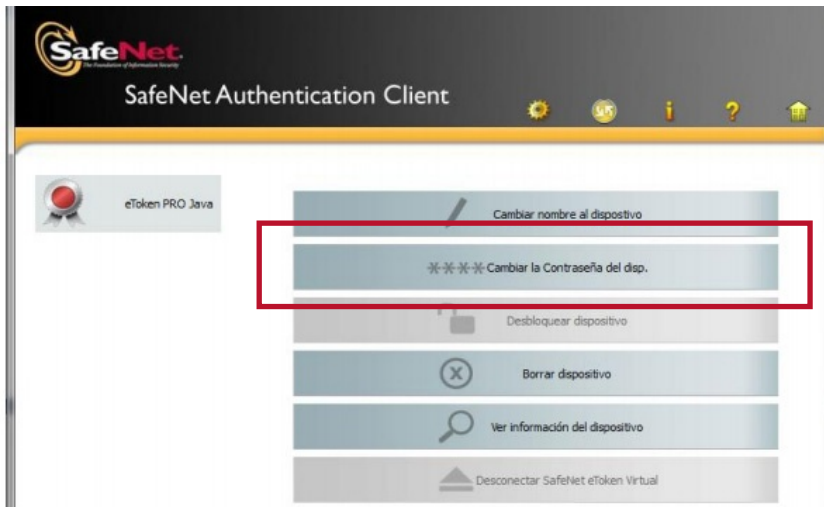 SafeNet.
The Foundation of Information Security
SafeNet Authentication Client
eToken PRO Java
Cambiar nombre al dispostivo
****Cambiar la Contraseña del disp.
Desbloquear dispositivo
Borrar dispositivo
Ver información del dispositivo
Desconectar SafeNet eToken Virtual